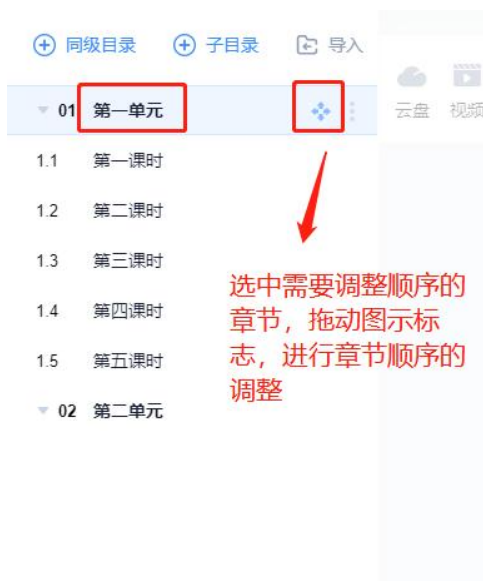 同级目录 子目录 导入
01 第一单元
云盘 视频
1.1 第一课时
1.2 第二课时
1.3 第三课时
1.4 第四课时
1.5 第五课时
02 第二单元
选中需要调整顺序的
章节，拖动图示标
志，进行章节顺序的
调整